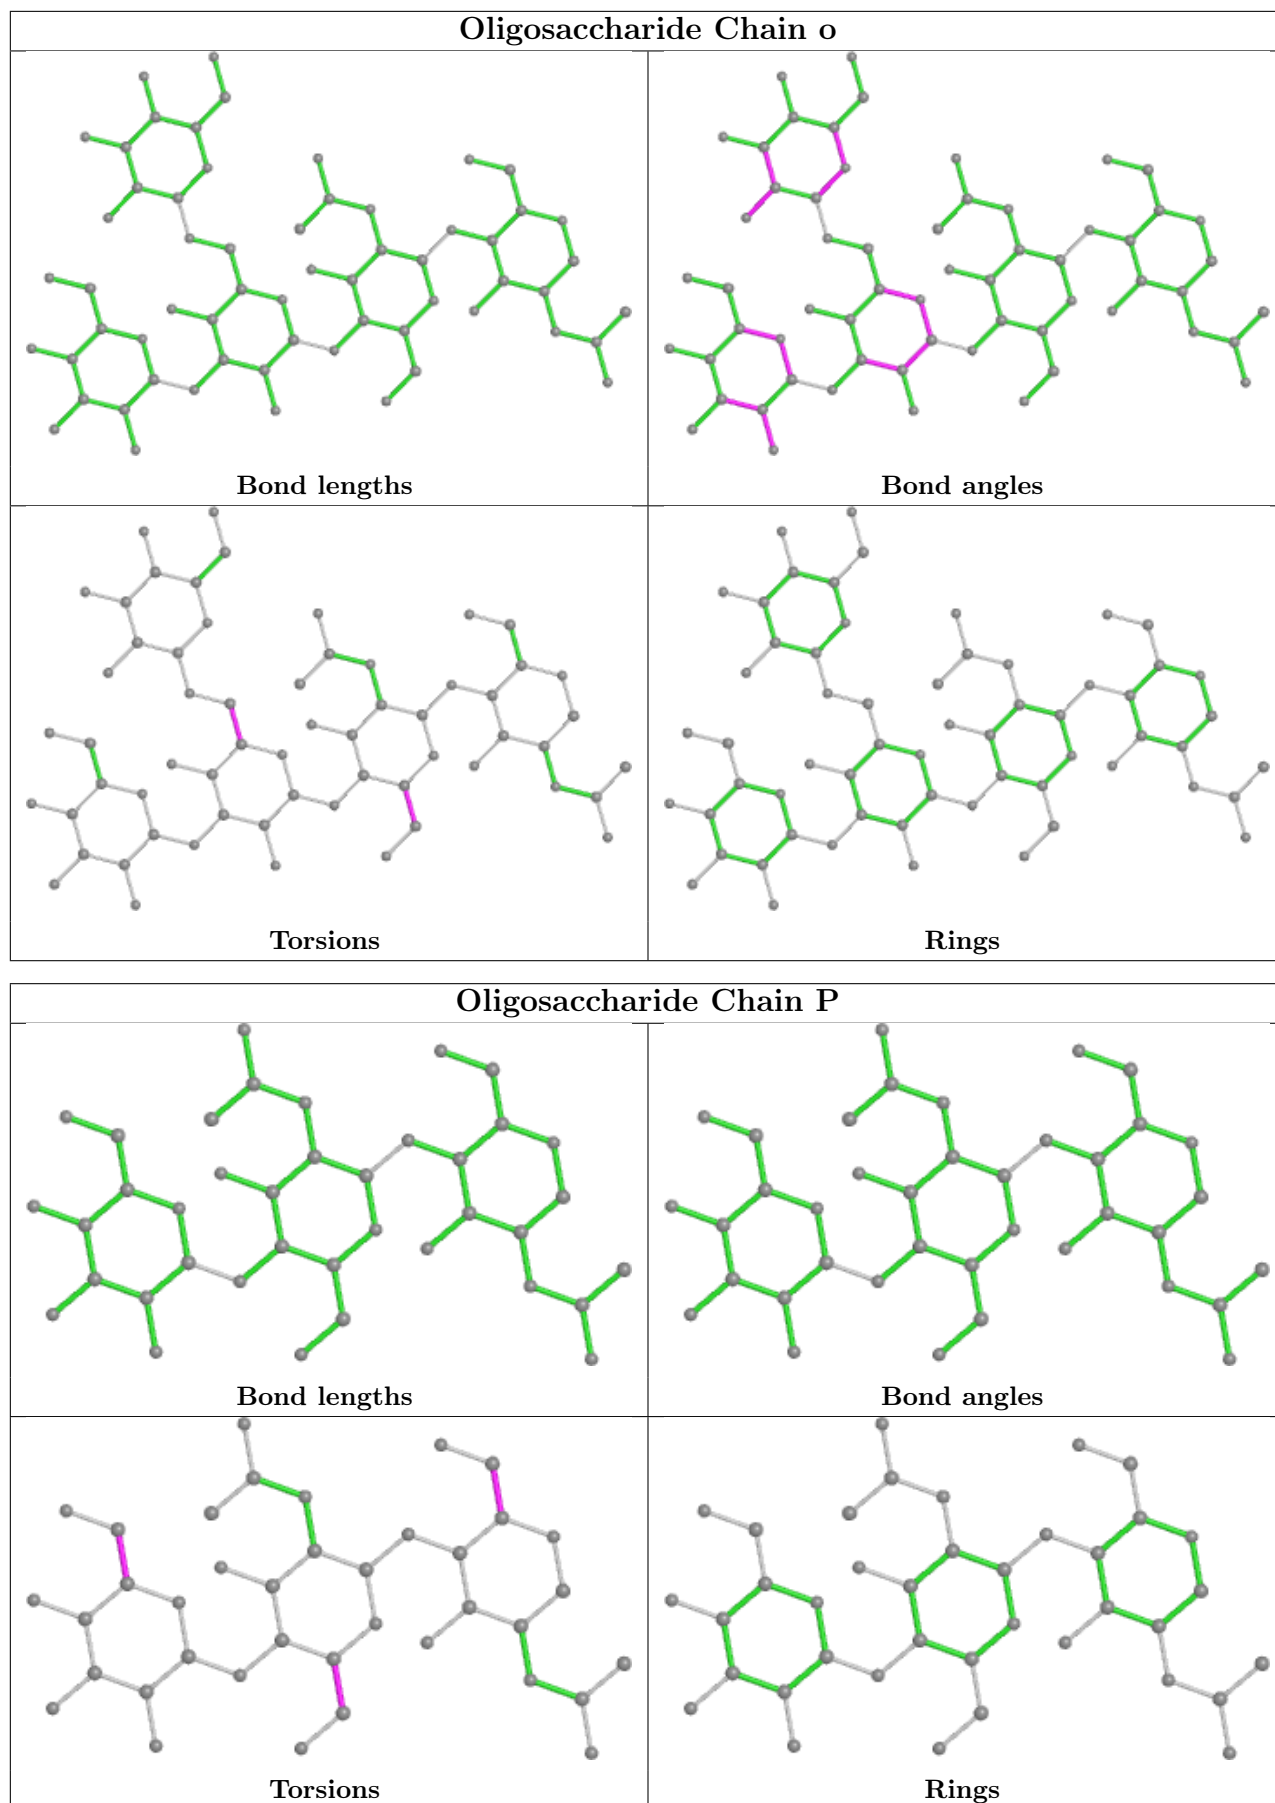 Oligosaccharide Chain o
Bond lengths
Bond angles
Torsions
Rings
Oligosaccharide Chain P
Bond lengths
Bond angles
Torsions
Rings